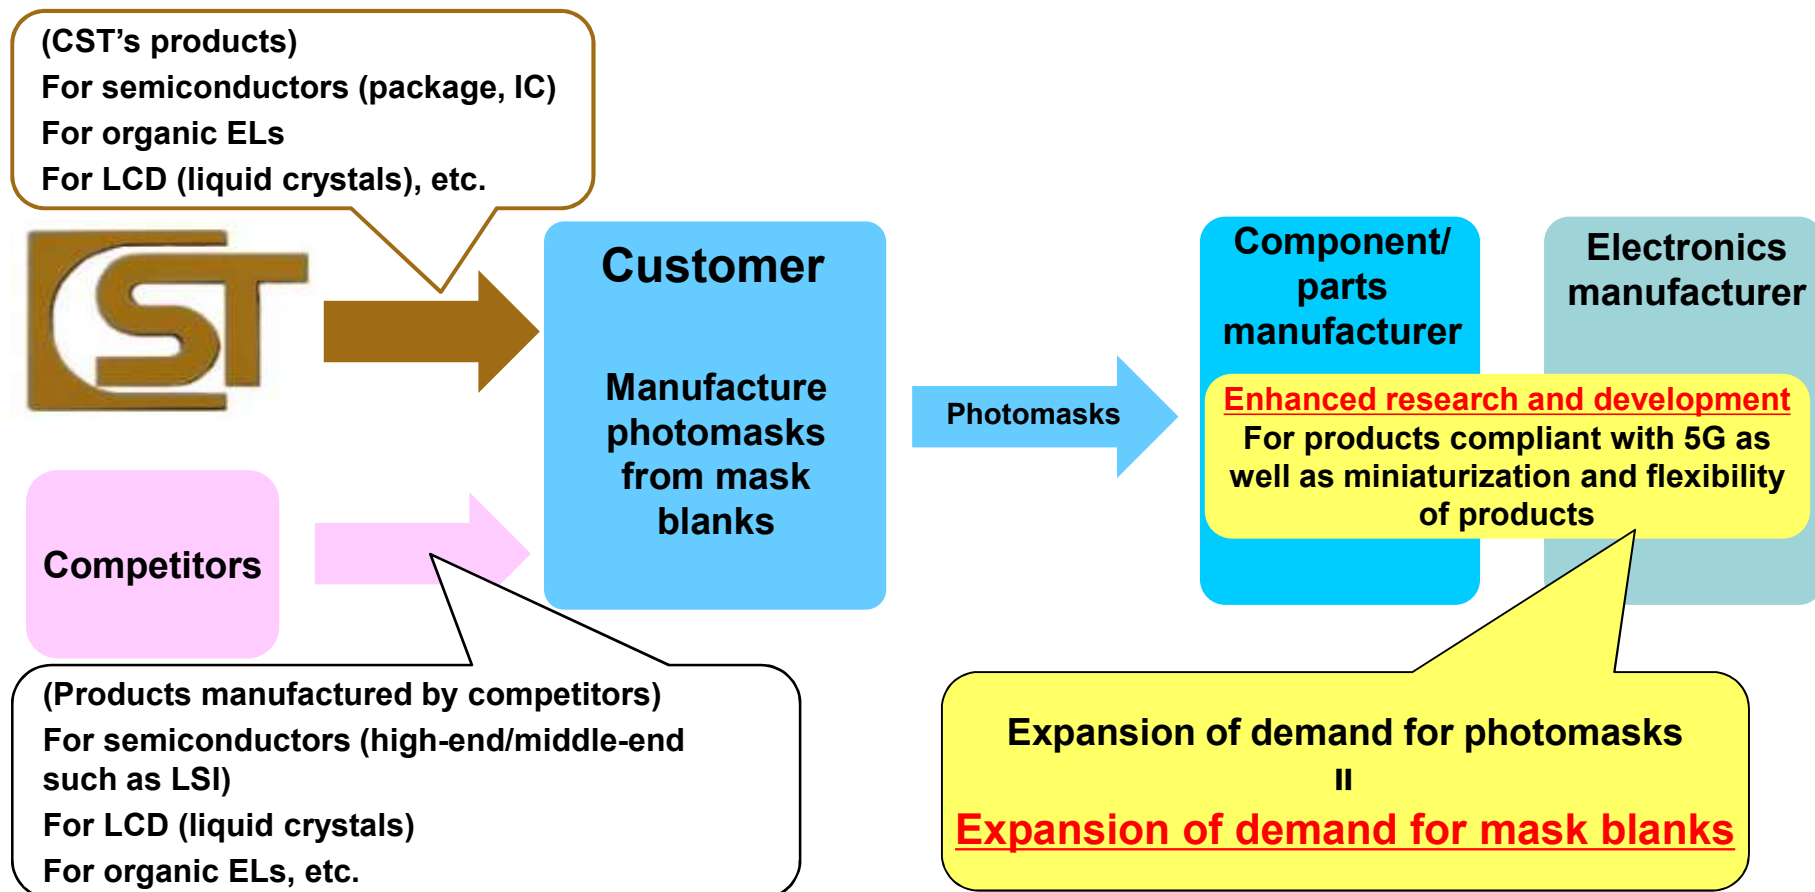 (CST’s products)
For semiconductors (package, IC)
For organic ELs
For LCD (liquid crystals), etc.
CST
Customer
Manufacture
photomasks
from mask
blanks
Competitors
(Products manufactured by competitors)
For semiconductors (high-end/middle-end
such as LSI)
For LCD (liquid crystals)
For organic ELs, etc.
Photomasks
Component/
parts
manufacturer
Electronics
manufacturer
Enhanced research and development
For products compliant with 5G as
well as miniaturization and flexibility
of products
Expansion of demand for photomasks
=
Expansion of demand for mask blanks